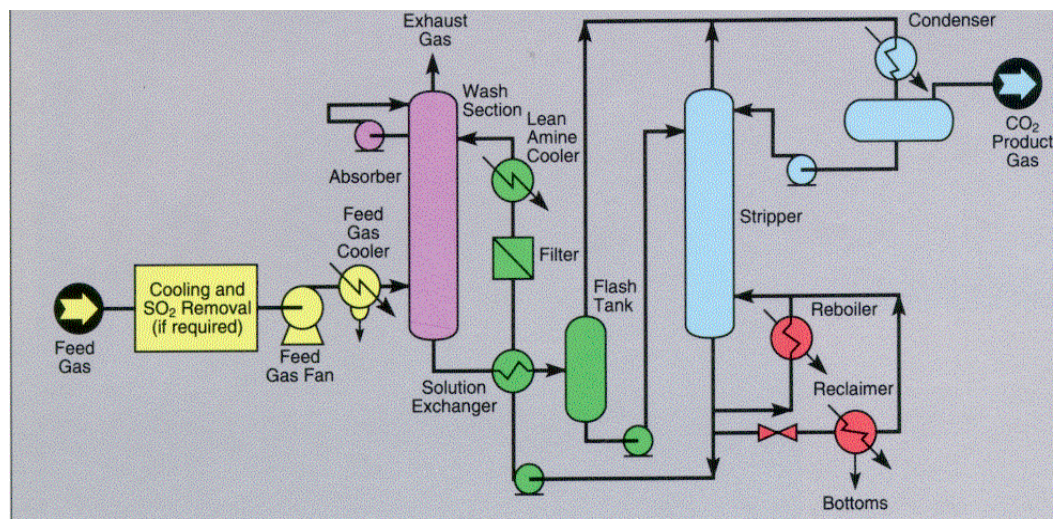 Exhaust
Gas
Wash
Section
Lean
Amine
Cooler
Absorber
Feed
Gas
Cooler
Filter
Cooling and
SO₂ Removal
(if required)
Feed
Gas
Feed
Gas Fan
Solution
Exchanger
Flash
Tank
Stripper
Condenser
CO₂
Product
Gas
Reboiler
Reclaimer
Bottoms